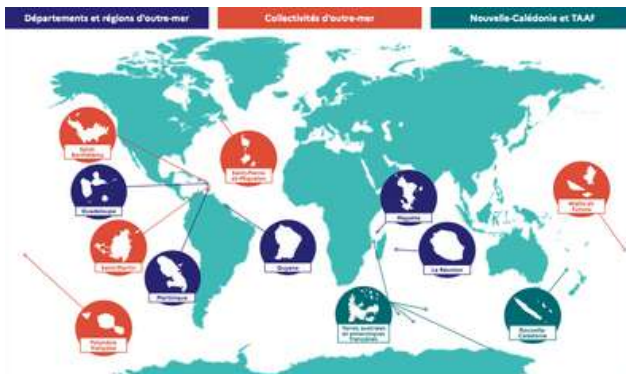 Départements et régions d'outre-mer
Collectivités d'outre-mer
Nouvelle-Calédonie et TAAF
Saint-
Barthélemy
Saint-Pierre
et-Miquelon
Guadeloupe
Saint-Martin
Martinique
Guyane
Mayotte
La Réunion
Wallis et
Futuna
Polynésie
française
Terres australes
et antarctiques
françaises
Nouvelle
Calédonie